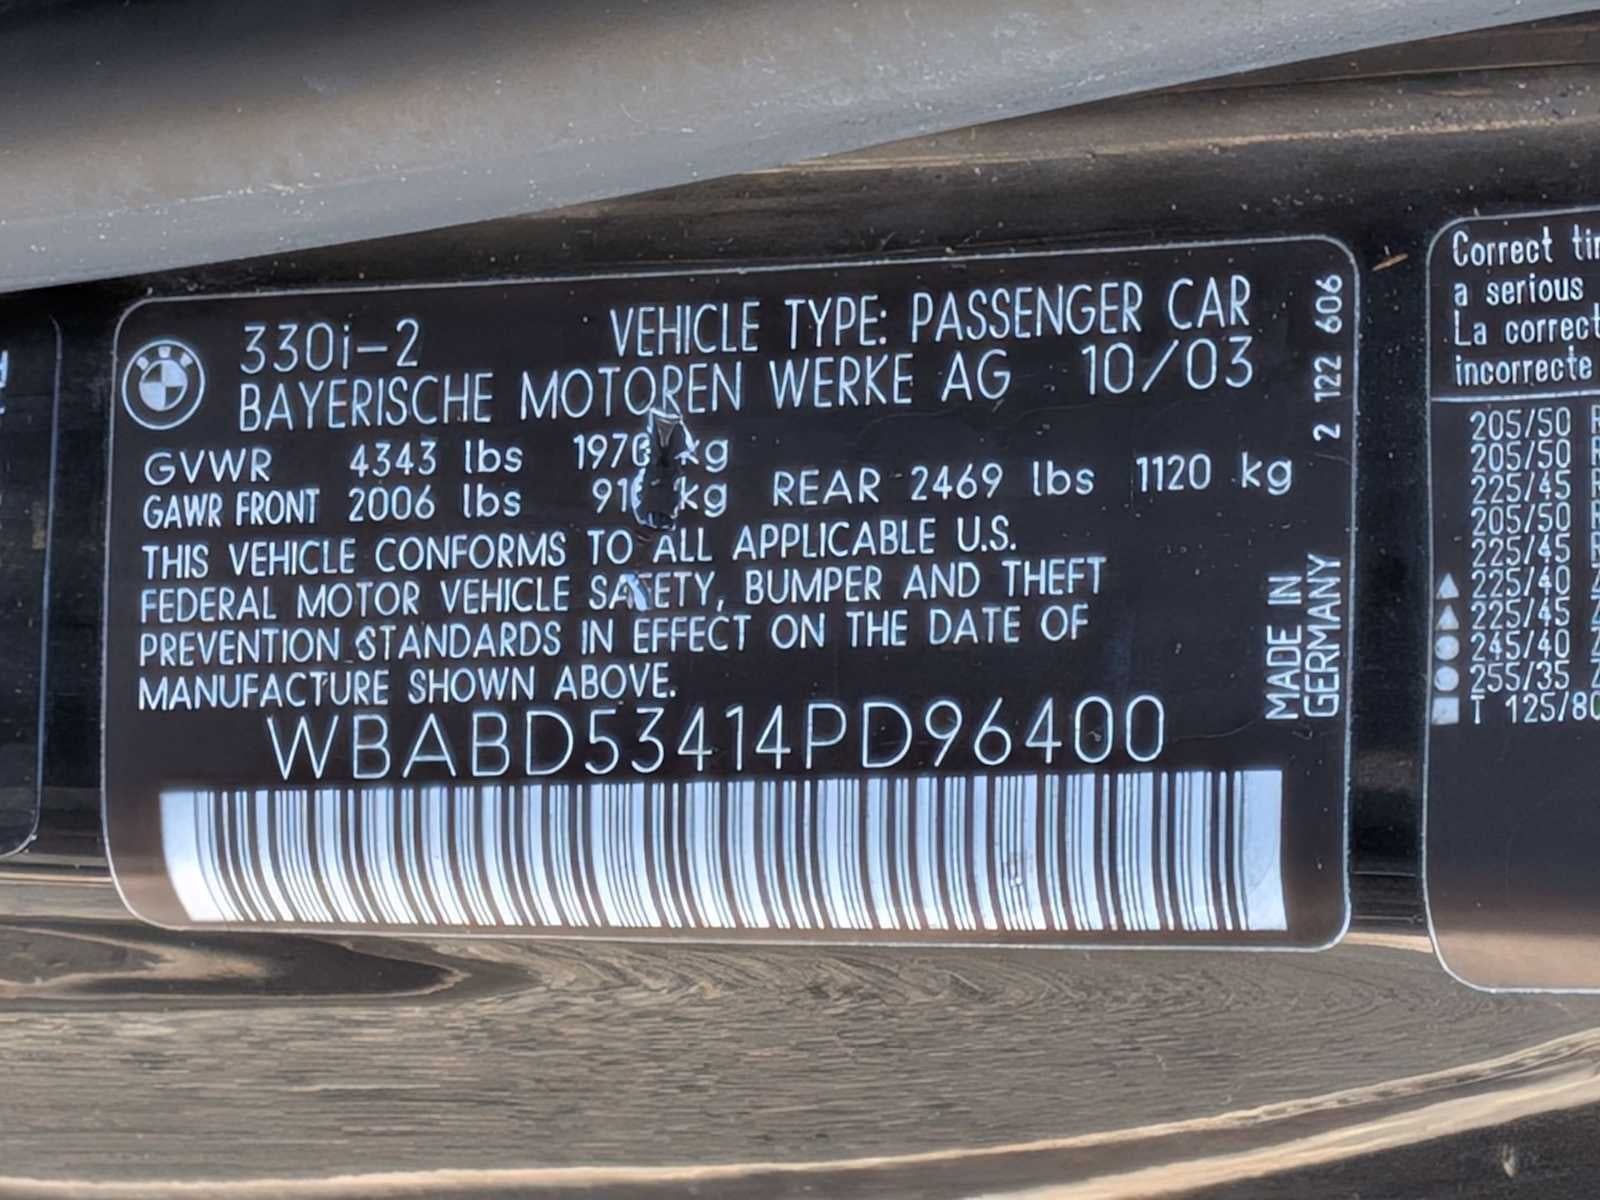 330i-2 VEHICLE TYPE: PASSENGER CAR
BAYERISCHE MOTOREN WERKE AG 10/03
GVWR 4343 lbs 1970 kg
GAWR FRONT 2006 lbs kg REAR 2469 lbs 1120 kg
THIS VEHICLE CONFORMS TO ALL APPLICABLE U.S.
FEDERAL MOTOR VEHICLE SAFETY, BUMPER AND THEFT
PREVENTION STANDARDS IN EFFECT ON THE DATE OF
MANUFACTURE SHOWN ABOVE.
WBABD53414PD96400
2 122 606
MADE IN
GERMANY
Correct
a serious
La correct
incorrecte
205/50 R
205/50 R
225/45 R
205/50 R
225/45 R
225/40 Z
225/45 Z
245/40 Z
255/35 Z
T 125/80